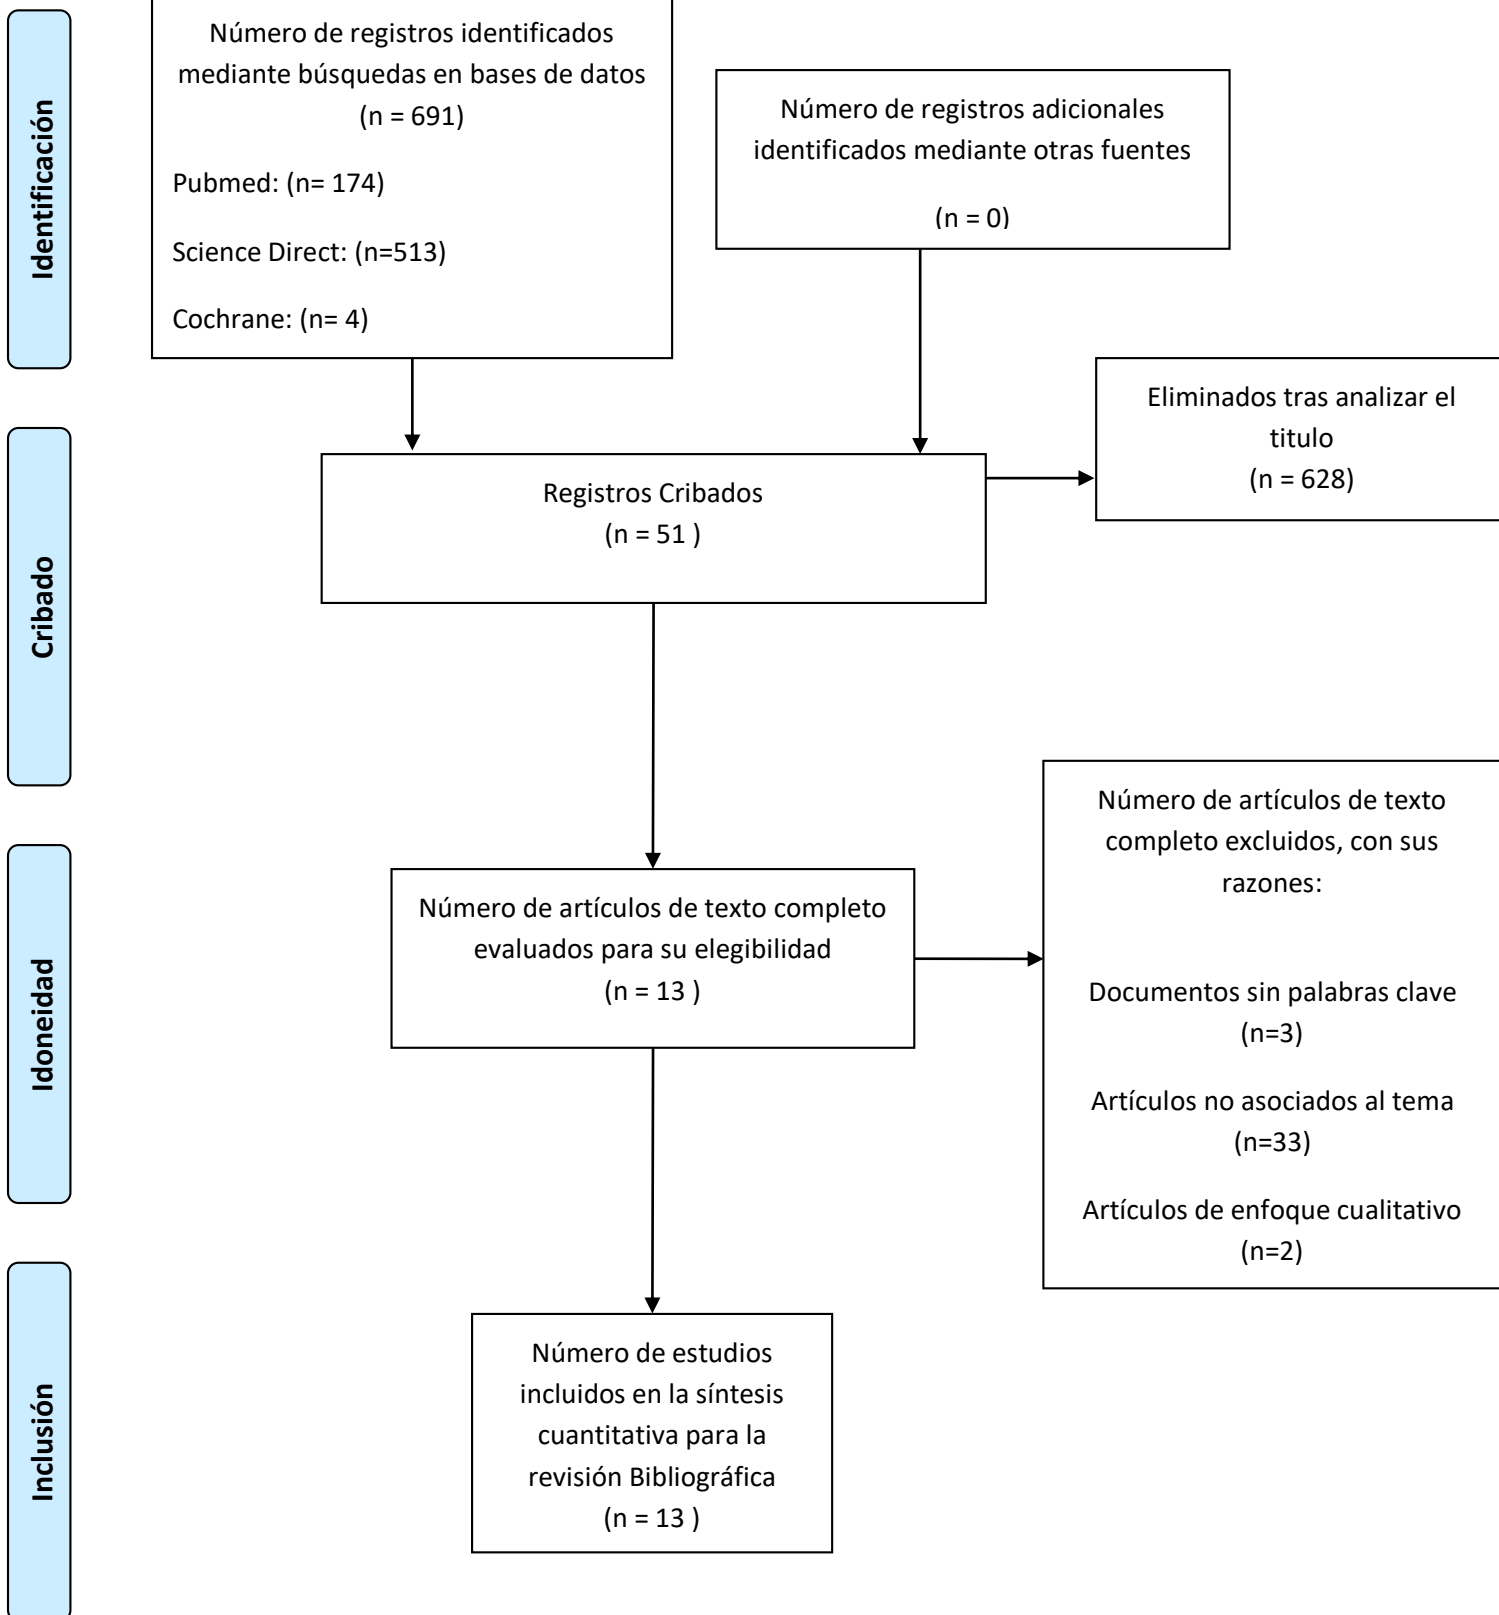 Identificación
Número de registros identificados
mediante búsquedas en bases de datos
(n = 691)
Pubmed: (n= 174)
Science Direct: (n=513)
Cochrane: (n= 4)
Número de registros adicionales
identificados mediante otras fuentes
(n = 0)
Cribado
Eliminados tras analizar el
titulo
(n = 628)
Registros Cribados
(n = 51 )
Idoneidad
Número de artículos de texto completo
evaluados para su elegibilidad
(n = 13 )
Número de artículos de texto
completo excluidos, con sus
razones:
Documentos sin palabras clave
(n=3)
Artículos no asociados al tema
(n=33)
Artículos de enfoque cualitativo
(n=2)
Inclusión
Número de estudios
incluidos en la síntesis
cuantitativa para la
revisión Bibliográfica
(n = 13 )